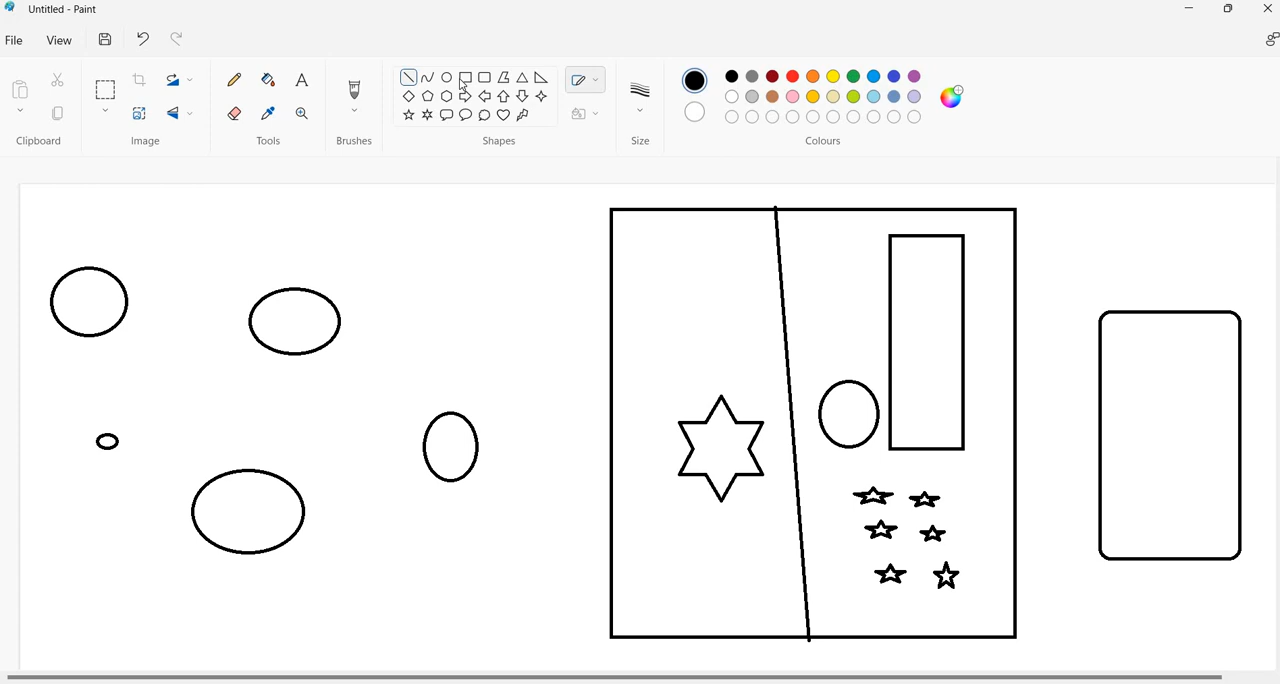 Untitled - Paint
File View
Clipboard Image Tools Brushes Shapes Size Colours